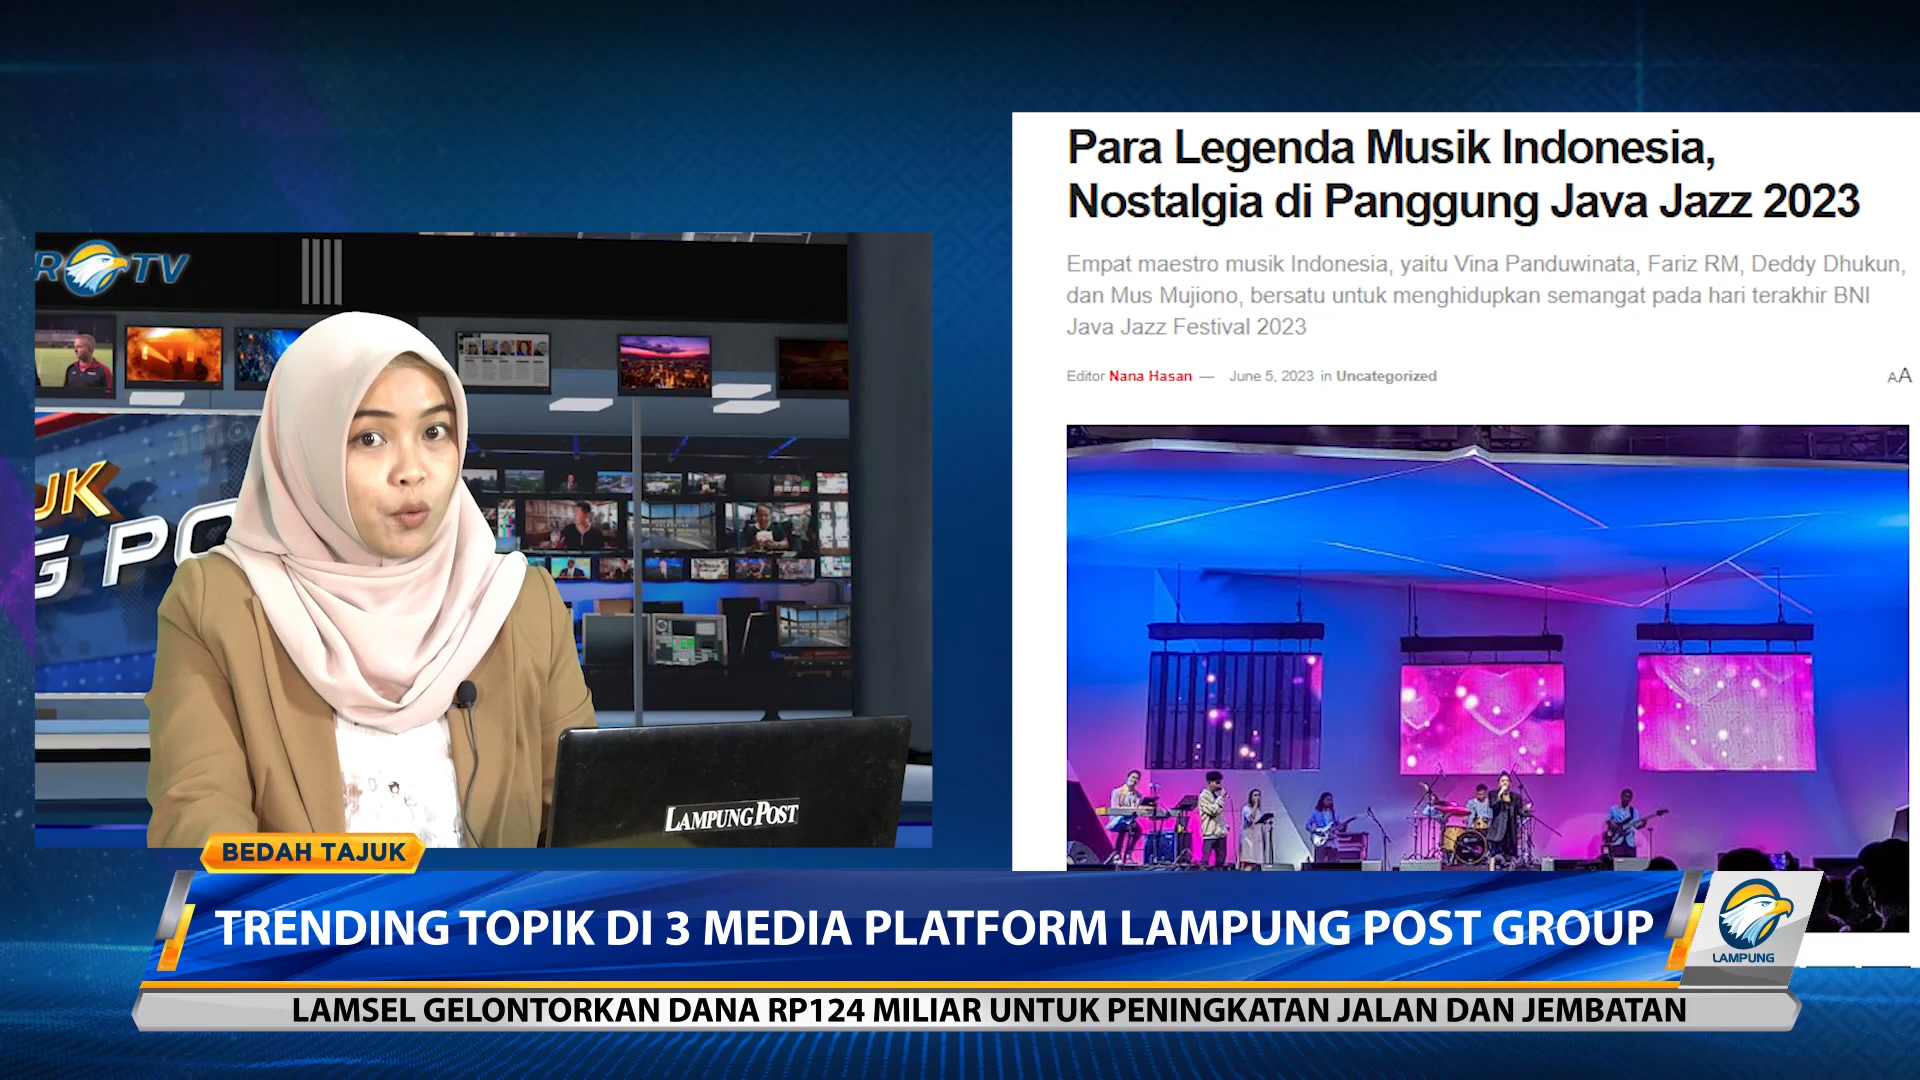 Para Legenda Musik Indonesia,
Nostalgia di Panggung Java Jazz 2023
Empat maestro musik Indonesia, yaitu Vina Panduwinata, Fariz RM, Deddy Dhukun,
dan Mus Mujiono, bersatu untuk menghidupkan semangat pada hari terakhir BNI
Java Jazz Festival 2023
Editor Nana Hasan — June 5, 2023 in Uncategorized
AA
R TV
UK
G PO
LAMPUNG POST
BEDAH TAJUK
TRENDING TOPIK DI 3 MEDIA PLATFORM LAMPUNG POST GROUP
LAMPUNG
LAMSEL GELONTORKAN DANA RP124 MILIAR UNTUK PENINGKATAN JALAN DAN JEMBATAN